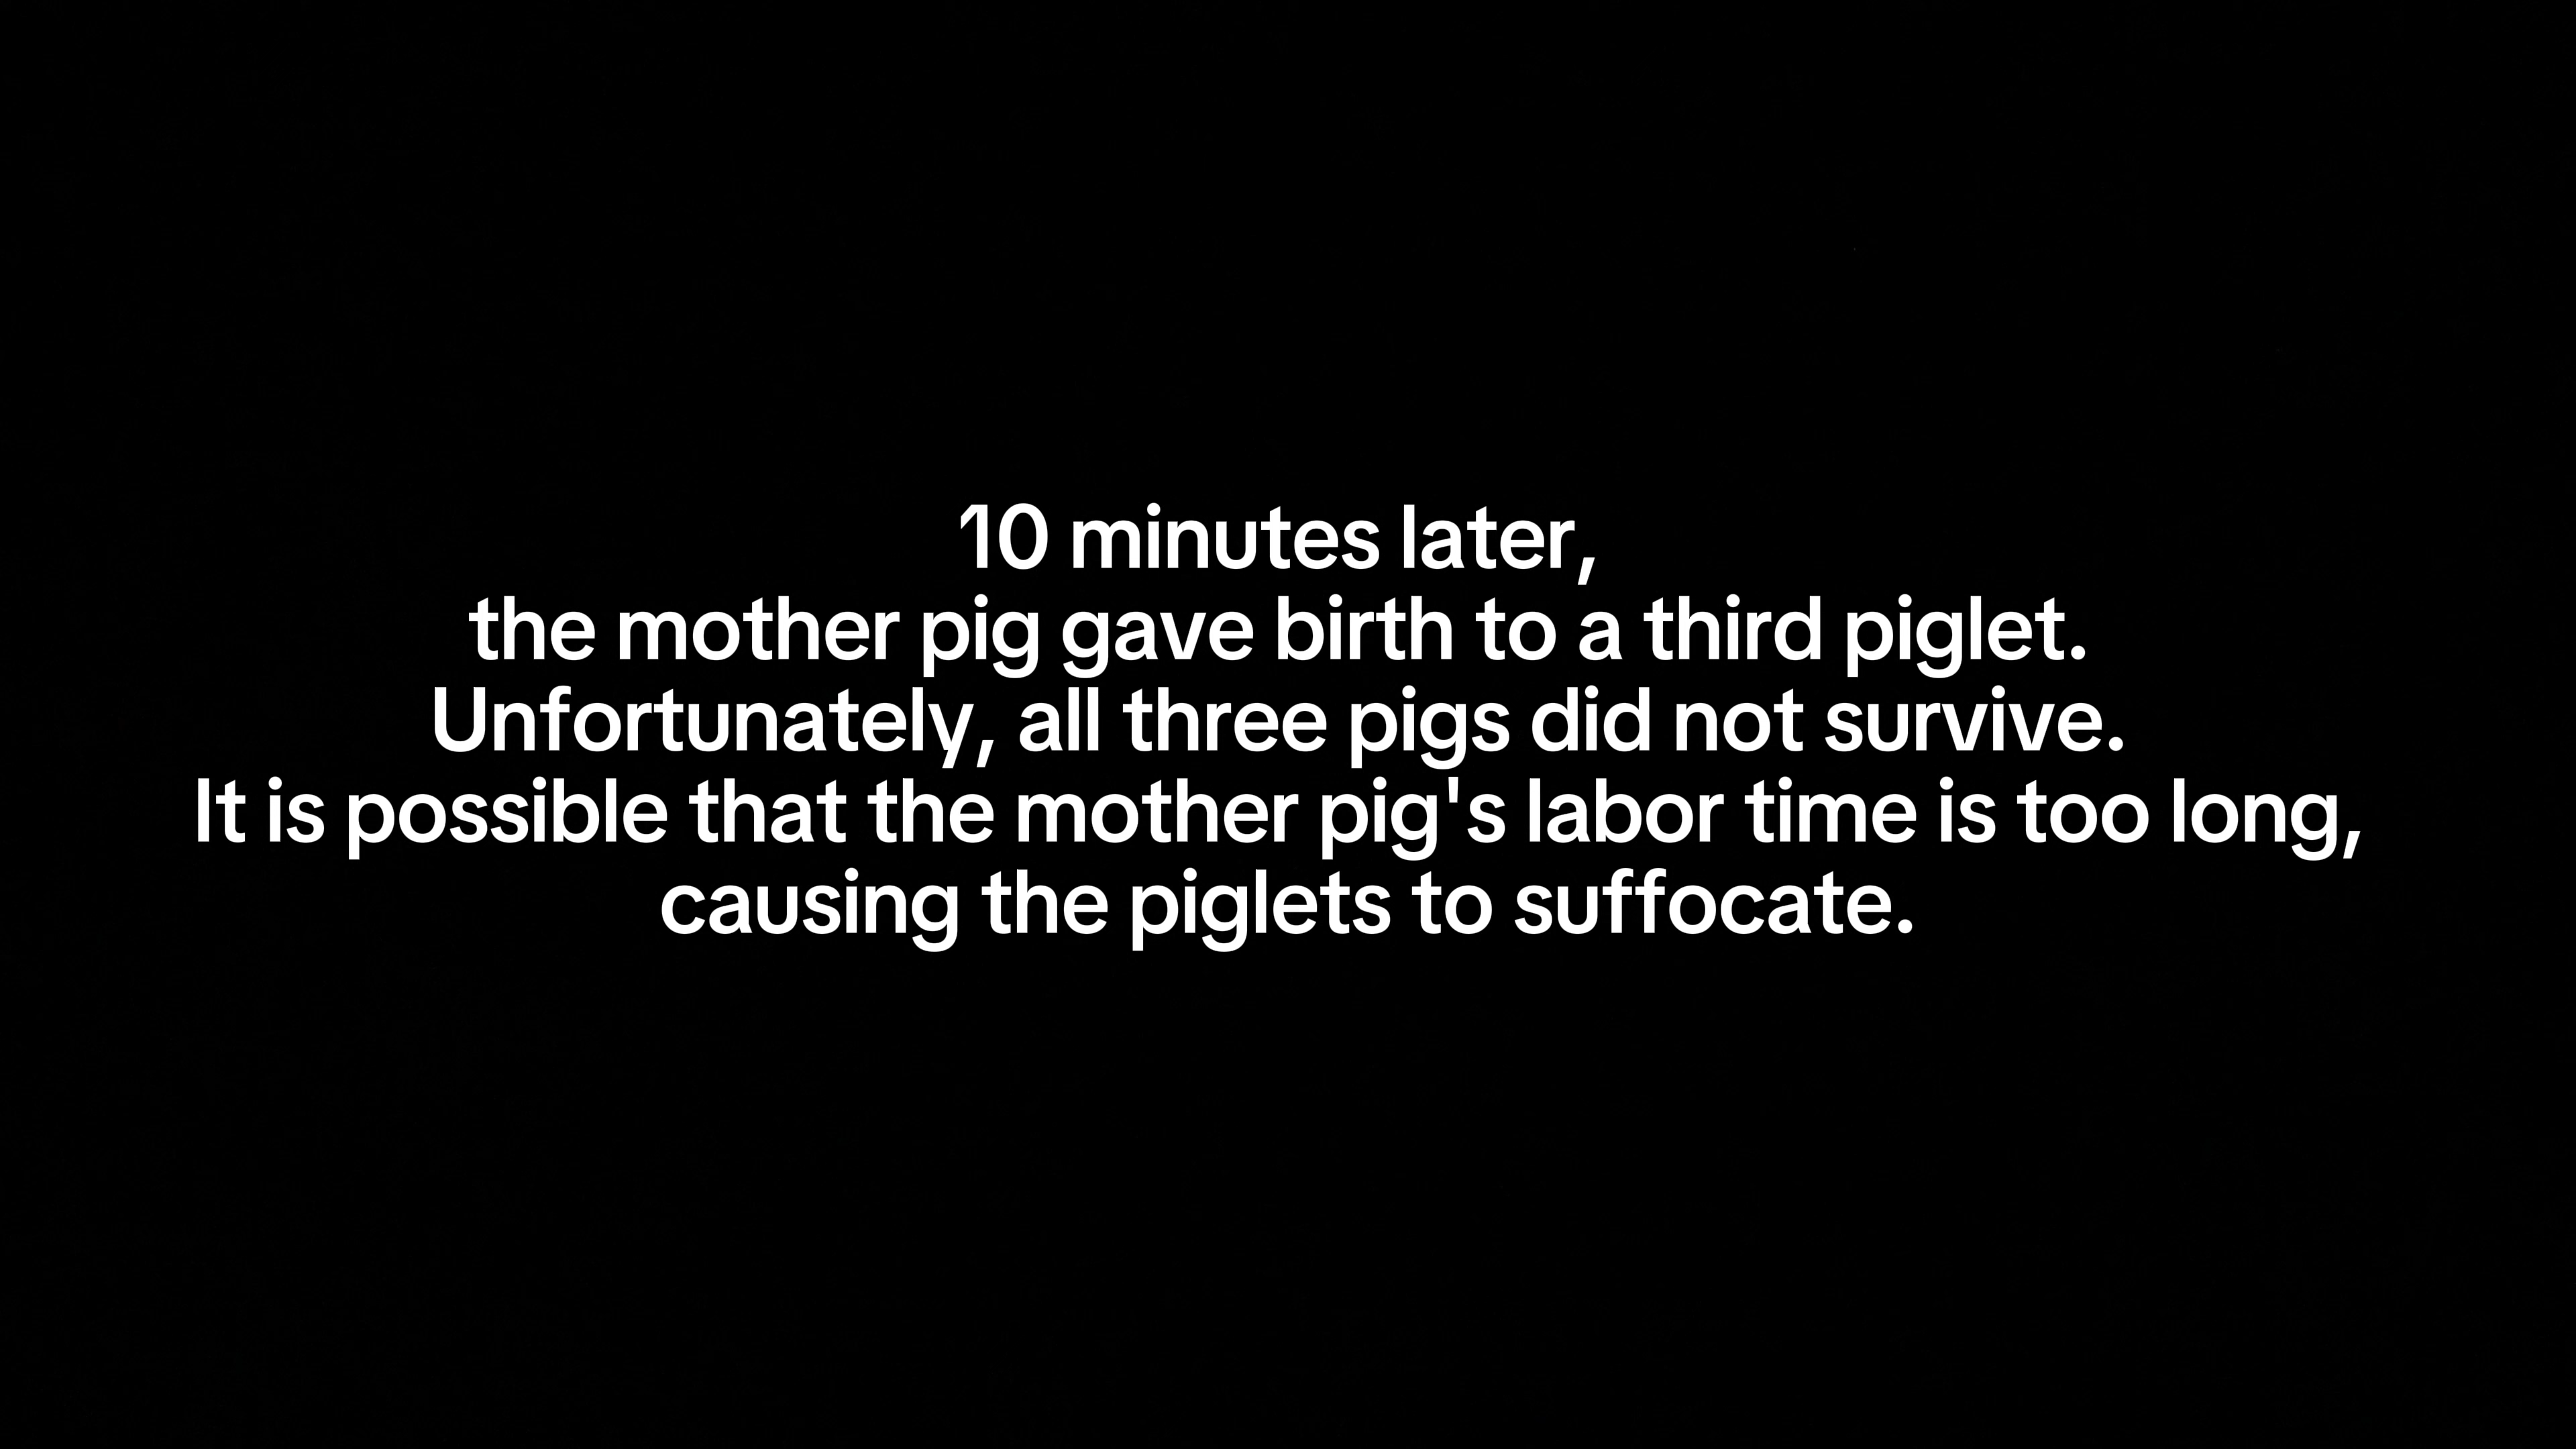 10 minutes later,
the mother pig gave birth to a third piglet.
Unfortunately, all three pigs did not survive.
It is possible that the mother pig's labor time is too long,
causing the piglets to suffocate.